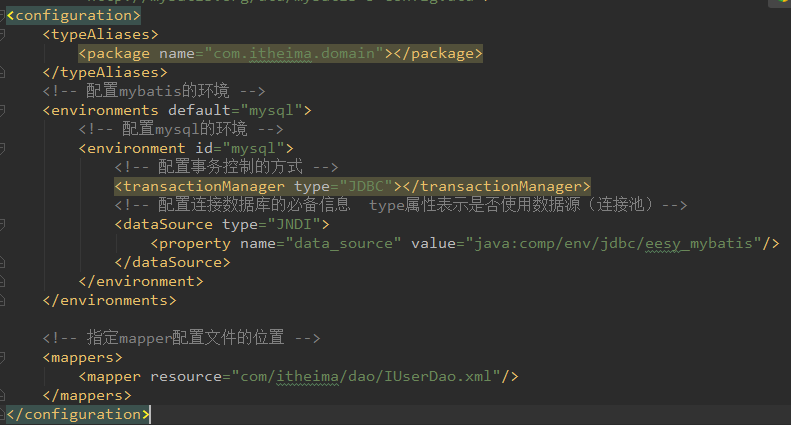 <configuration>
<typeAliases>
<package name="com.itheima.domain"></package>
</typeAliases>
<!-- 配置mybatis的环境 -->
<environments default="mysql">
<!-- 配置mysql的环境 -->
<environment id="mysql">
<!-- 配置事务控制的方式 -->
<transactionManager type="JDBC"></transactionManager>
<!-- 配置连接数据库的必备信息  type属性表示是否使用数据源（连接池）-->
<dataSource type="JNDI">
<property name="data_source" value="java:comp/env/jdbc/eesy_mybatis"/>
</dataSource>
</environment>
</environments>
<!-- 指定mapper配置文件的位置 -->
<mappers>
<mapper resource="com/itheima/dao/IUserDao.xml"/>
</mappers>
</configuration>